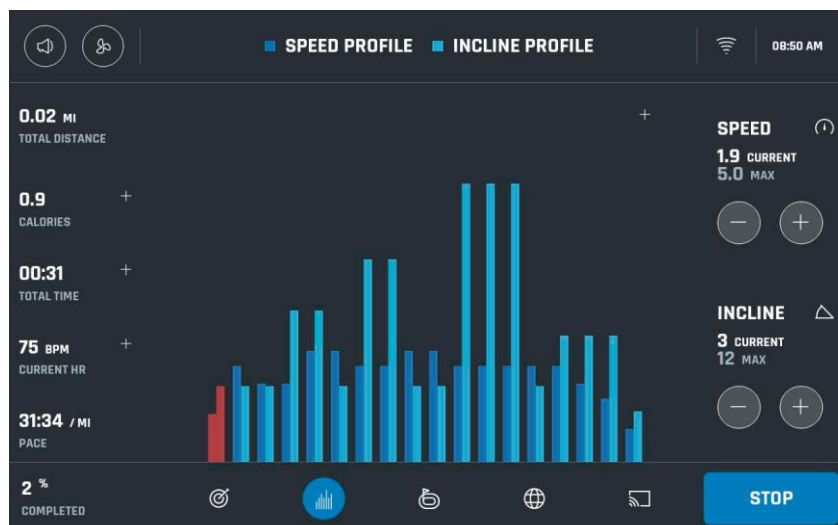 SPEED PROFILE INCLINE PROFILE
08:50 AM
0.02 MI
TOTAL DISTANCE
0.9
CALORIES
00:31
TOTAL TIME
75 BPM
CURRENT HR
31:34 / MI
PACE
2 %
COMPLETED
SPEED
1.9 CURRENT
5.0 MAX
INCLINE
3 CURRENT
12 MAX
STOP